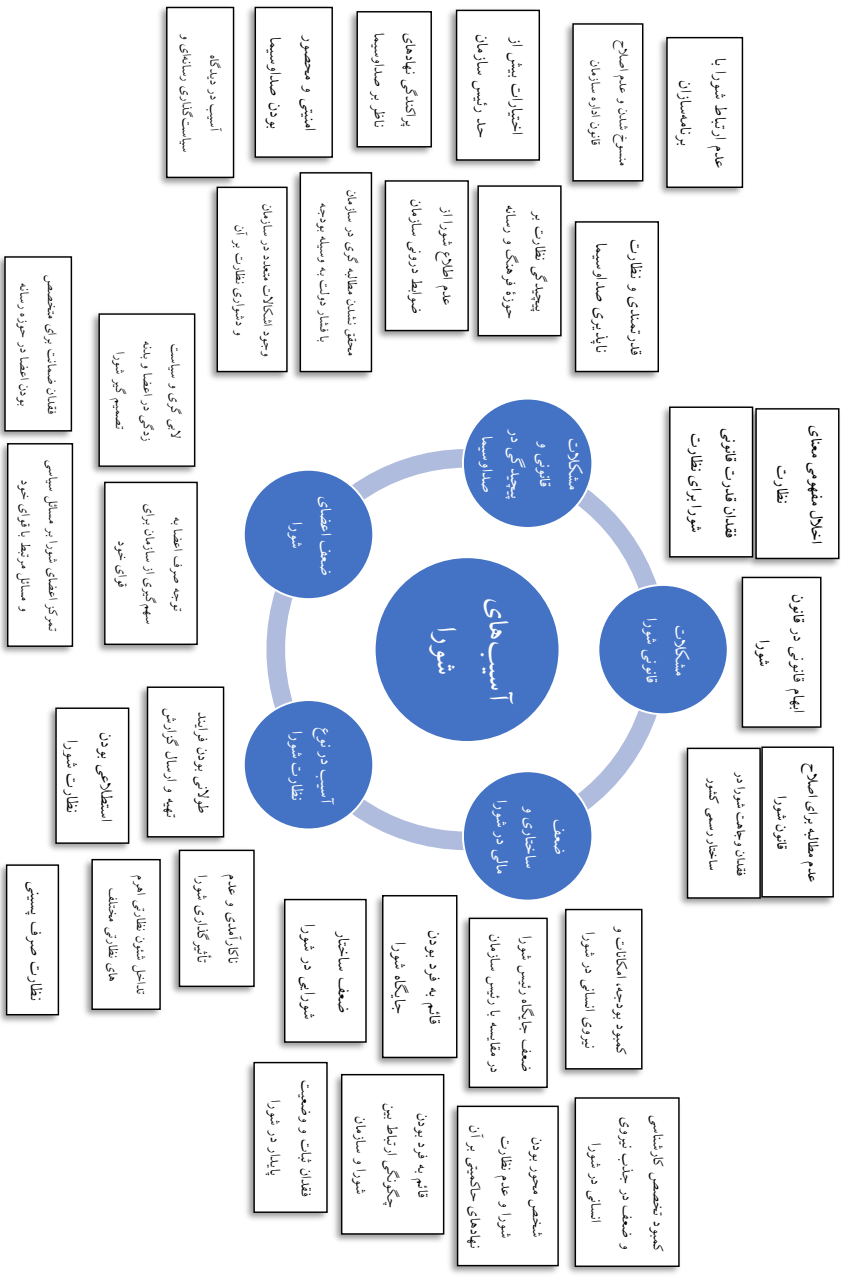 آسیب‌های
شورا
مشکلات
قانونی شورا
ضعف
ساختاری و
مالی در شورا
آسیب در نوع
نظارت شورا
ضعف اعضای
شورا
مشکلات
قانونی و
پیچیدگی در
صداوسیما
اخلال مفهومی معنای
نظارت
فقدان قدرت قانونی
شورا برای نظارت
ابهام قانونی در قانون
شورا
عدم مطالبه برای اصلاح
قانون شورا
فقدان وجاهت شورا در
ساختار رسمی کشور
کمبود بودجه، امکانات و
نیروی انسانی در شورا
کمبود تخصص کارشناسی
و ضعف در جذب نیروی
انسانی در شورا
ضعف جایگاه رئیس شورا
در مقایسه با رئیس سازمان
شخص محور بودن
شورا و عدم نظارت
نهادهای حاکمیتی بر آن
قائم به فرد بودن
جایگاه شورا
قائم به فرد بودن
چگونگی ارتباط بین
شورا و سازمان
ضعف ساختار
شورایی در شورا
فقدان ثبات و وضعیت
پایدار در شورا
ناکارآمدی و عدم
تأثیرگذاری شورا
طولانی بودن فرایند
تهیه و ارسال گزارش
تداخل شئون نظارتی اهرم
های نظارتی مختلف
استطلاعی بودن
نظارت شورا
نظارت صرف پسینی
لابی گری و سیاست
زدگی در اعضا و بدنه
تصمیم گیر شورا
توجه صرف اعضا به
سهم‌گیری از سازمان برای
قوای خود
فقدان ضمانت برای متخصص
بودن اعضا در حوزه رسانه
تمرکز اعضای شورا بر مسائل سیاسی
و مسائل مرتبط با قوای خود
عدم ارتباط شورا با
برنامه‌سازان
منسوخ شدن و عدم اصلاح
قانون اداره سازمان
قدرتمندی و نظارت
ناپذیری صداوسیما
اختیارات بیش از
حد رئیس سازمان
پیچیدگی نظارت بر
حوزهٔ فرهنگ و رسانه
پراکندگی نهادهای
ناظر بر صداوسیما
عدم اطلاع شورا از
ضوابط درونی سازمان
امنیتی و محصور
بودن صداوسیما
محقق نشدن مطالبه گری در سازمان
با فشار دولت به وسیله بودجه
آسیب در دیدگاه
سیاست‌گذاری رسانه‌ای و
وجود اشکالات متعدد در سازمان
و دشواری نظارت بر آن